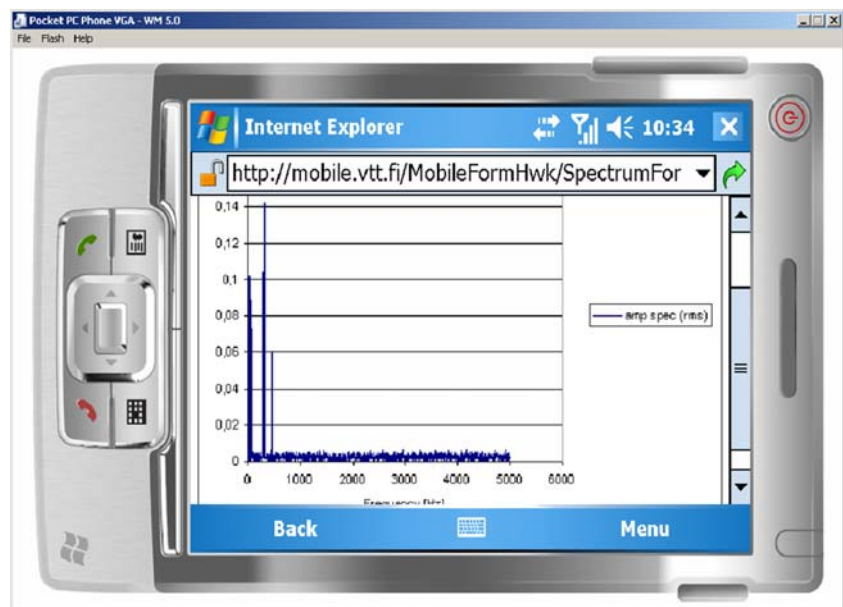 Pocket PC Phone VGA - WM 5.0
File Flash Help
Internet Explorer 10:34
http://mobile.vtt.fi/MobileFormHwk/SpectrumFor
0,14
0,12
0,1
0,08
0,06
0,04
0,02
0
0 1000 2000 3000 4000 5000 6000
amp spec (rms)
Frequency [Hz]
Back Menu